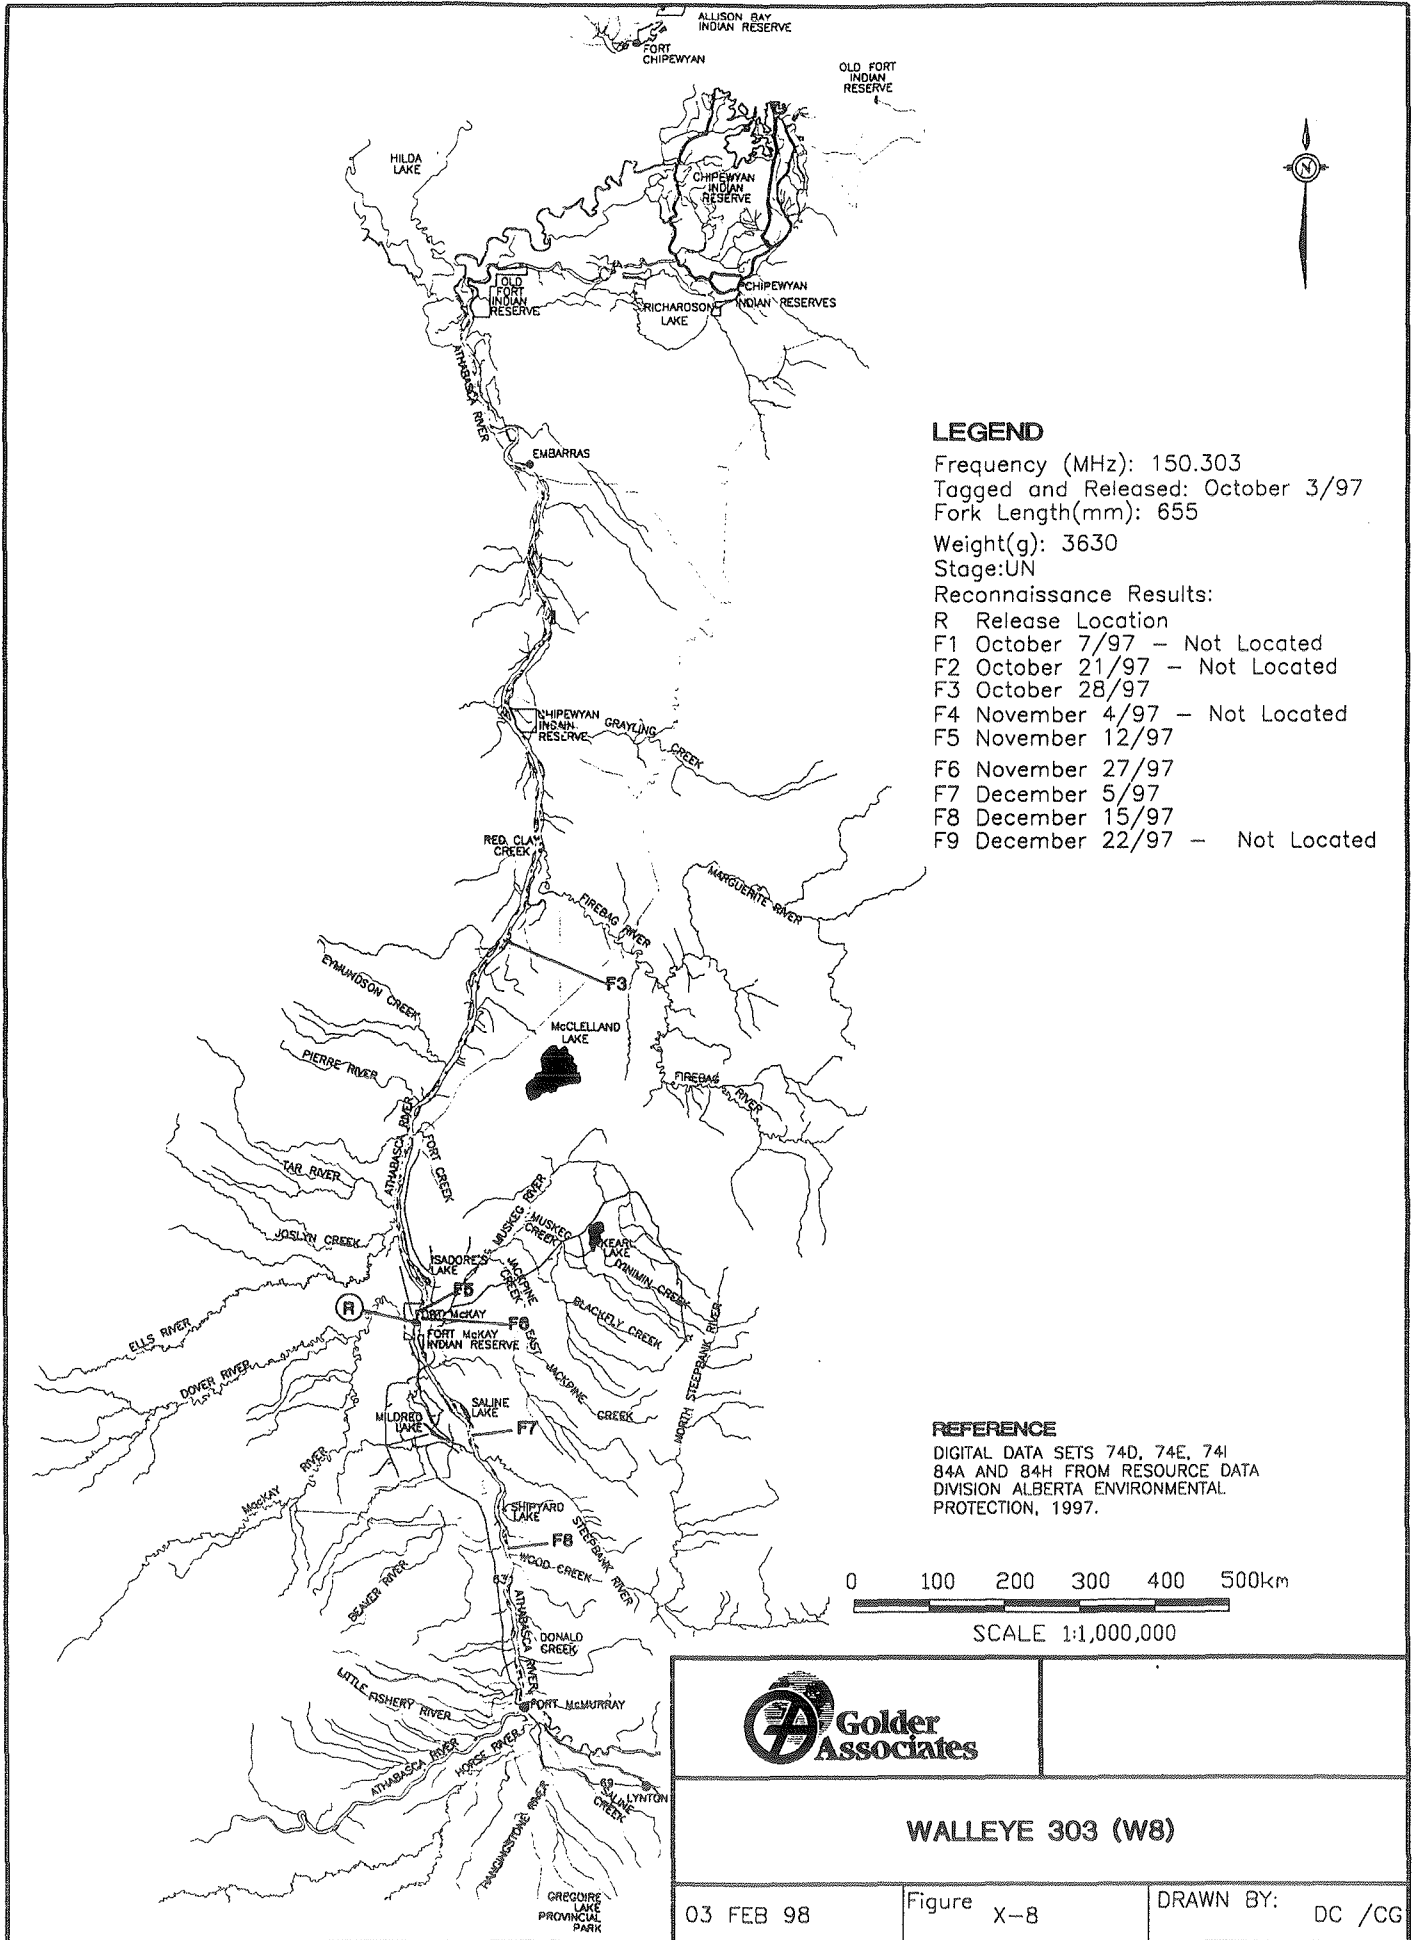 ALLISON BAY
INDIAN RESERVE
FORT
CHIPEWYAN
OLD FORT
INDIAN
RESERVE
HILDA
LAKE
N
CHIPEWYAN
INDIAN
RESERVE
OLD
FORT
INDIAN
RESERVE
CHIPEWYAN
INDIAN RESERVES
RICHARDSON
LAKE
ATHABASCA RIVER
EMBARRAS
LEGEND
Frequency (MHz): 150.303
Tagged and Released: October 3/97
Fork Length(mm): 655
Weight(g): 3630
Stage:UN
Reconnaissance Results:
R Release Location
F1 October 7/97 – Not Located
F2 October 21/97 – Not Located
F3 October 28/97
F4 November 4/97 – Not Located
F5 November 12/97
F6 November 27/97
F7 December 5/97
F8 December 15/97
F9 December 22/97 – Not Located
CHIPEWYAN
RESERVE
GRAYLING
CREEK
RED CLA
CREEK
MARGUERITE RIVER
FIREBAG RIVER
EYMUNDSON CREEK
F3
McCLELLAND
LAKE
PIERRE RIVER
FIREBAG RIVER
ATHABASCA RIVER
FORT CREEK
TAR RIVER
MUSKEG RIVER
MUSKEG
CREEK
JOSLYN CREEK
KEARL
LAKE
ISADORE'S
LAKE
JACKPINE
CREEK
IYINIMIN CREEK
F5
R
FORT McKAY
F6
BLACKFLY CREEK
FORT McKAY
INDIAN RESERVE
EAST
JACKPINE
CREEK
ELLS RIVER
DOVER RIVER
NORTH STEEPBANK RIVER
MILDRED
LAKE
SALINE
LAKE
F7
REFERENCE
DIGITAL DATA SETS 74D, 74E, 74I
84A AND 84H FROM RESOURCE DATA
DIVISION ALBERTA ENVIRONMENTAL
PROTECTION, 1997.
MacKAY RIVER
SHIPYARD
LAKE
STEEPBANK RIVER
F8
WOOD CREEK
BEAVER RIVER
63
ATHABASCA RIVER
0 100 200 300 400 500km
SCALE 1:1,000,000
DONALD
CREEK
LITTLE FISHERY RIVER
FORT McMURRAY
ATHABASCA RIVER
HORSE RIVER
HANGINGSTONE RIVER
SALINE
CREEK
LYNTON
GREGOIRE
LAKE
PROVINCIAL
PARK
Golder
Associates
WALLEYE 303 (W8)
03 FEB 98
Figure X–8
DRAWN BY: DC /CG